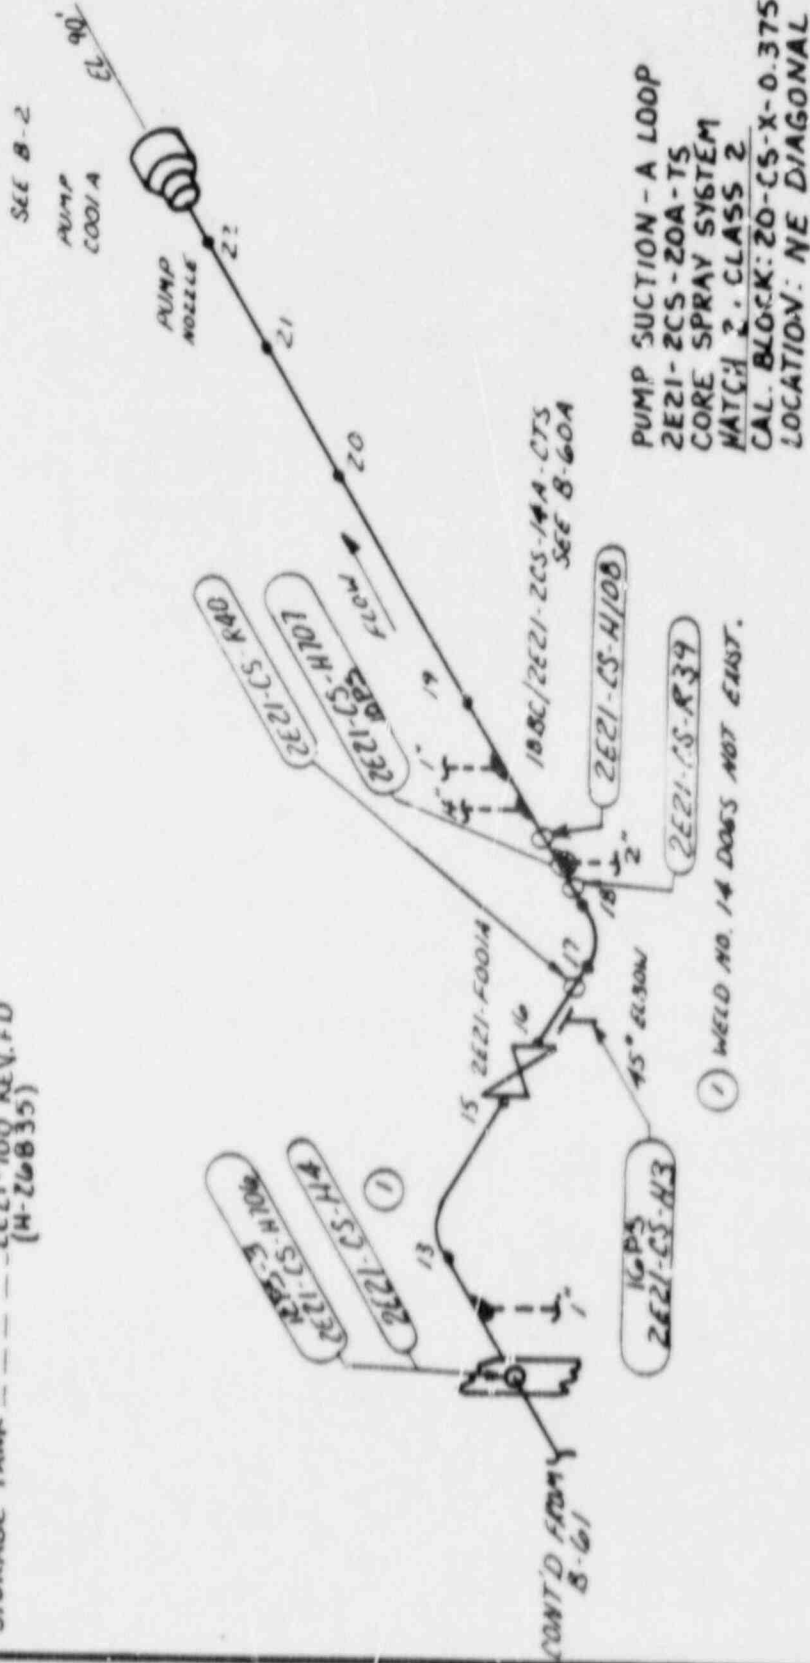 (H-26835)
SEE B-2
PUMP
COO1A
EL 90'
PUMP
NOZZLE
22
21
20
FLOW
19
2E21-CS-R40
2E21-CS-H707
1"
4"
18BC/2E21-2CS-14A-CTS
SEE B-60A
2E21-CS-H108
2E21-CS-R39
2"
18
17
2E21-F001A
16
15
45° ELBOW
16PS
2E21-CS-H3
2E21-CS-H706
2E21-CS-H4
1
13
1"
CONT'D FROM
B-61
1 WELD NO. 14 DOES NOT EXIST.
PUMP SUCTION - A LOOP
2E21-2CS-20A-TS
CORE SPRAY SYSTEM
HATCH 2, CLASS 2
CAL. BLOCK: 20-CS-X-0.375
LOCATION: NE DIAGONAL